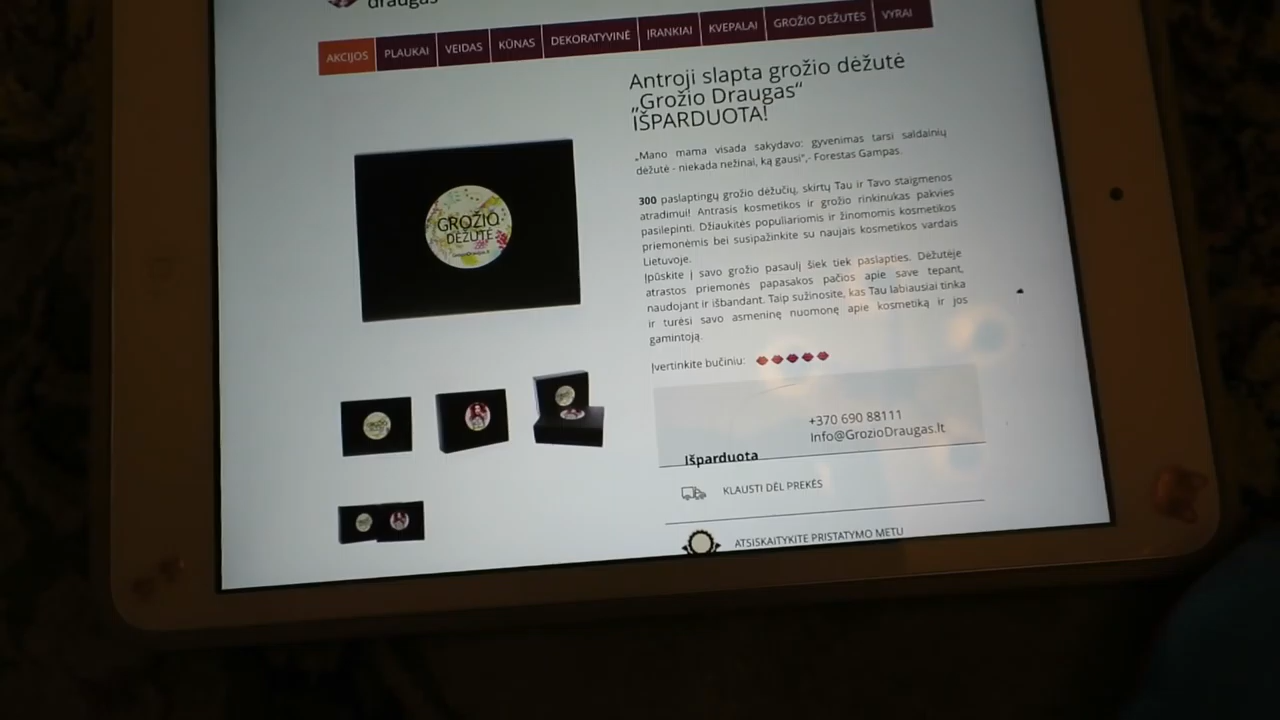 draugas
AKCIJOS PLAUKAI VEIDAS KŪNAS DEKORATYVINĖ ĮRANKIAI KVEPALAI GROŽIO DĖŽUTĖS VYRAI
Antroji slapta grožio dėžutė
„Grožio Draugas“
IŠPARDUOTA!
„Mano mama visada sakydavo: gyvenimas tarsi saldainių
dėžutė - niekada nežinai, ką gausi“,- Forestas Gampas.
300 paslaptingų grožio dėžučių, skirtų Tau ir Tavo staigmenos
atradimui! Antrasis kosmetikos ir grožio rinkinukas pakvies
pasilepinti. Džiaukitės populiariomis ir žinomomis kosmetikos
priemonėmis bei susipažinkite su naujais kosmetikos vardais
Lietuvoje.
Įpūskite į savo grožio pasaulį šiek tiek paslapties. Dėžutėje
atrastos priemonės papasakos pačios apie save tepant,
naudojant ir išbandant. Taip sužinosite, kas Tau labiausiai tinka
ir turėsi savo asmeninę nuomonę apie kosmetiką ir jos
gamintoją.
Įvertinkite bučiniu:
+370 690 88111
Info@GrozioDraugas.lt
Išparduota
KLAUSTI DĖL PREKĖS
ATSISKAITYKITE PRISTATYMO METU
GROŽIO
DĖŽUTĖ
GrozioDraugas.lt